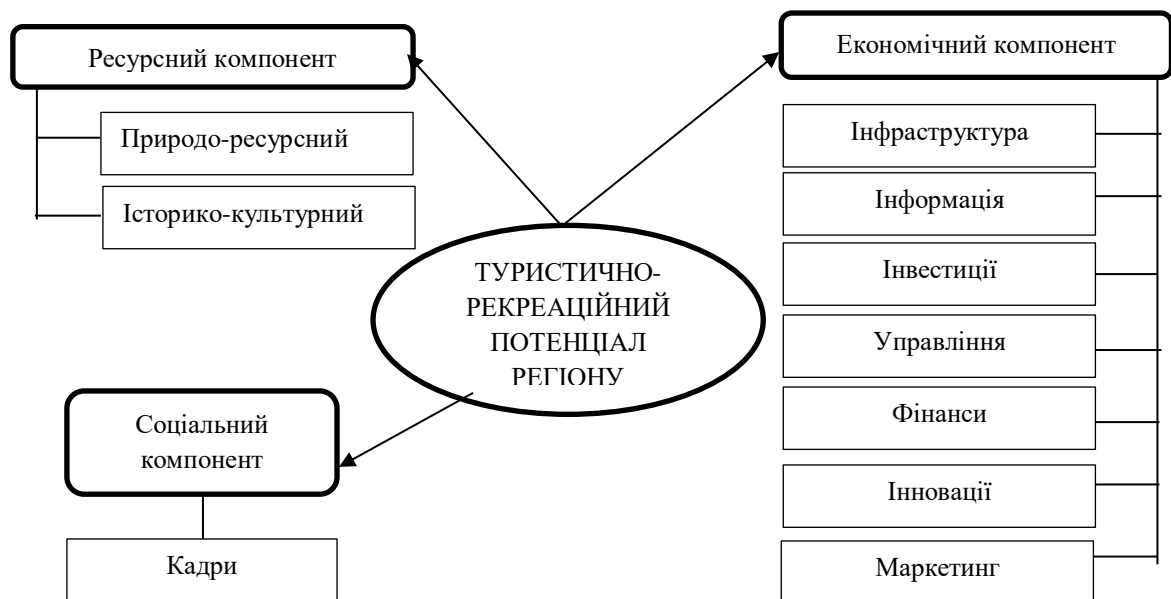 Ресурсний компонент
Економічний компонент
Природо-ресурсний
Історико-культурний
Інфраструктура
Інформація
Інвестиції
Управління
Фінанси
Інновації
Маркетинг
ТУРИСТИЧНО-
РЕКРЕАЦІЙНИЙ
ПОТЕНЦІАЛ
РЕГІОНУ
Соціальний
компонент
Кадри